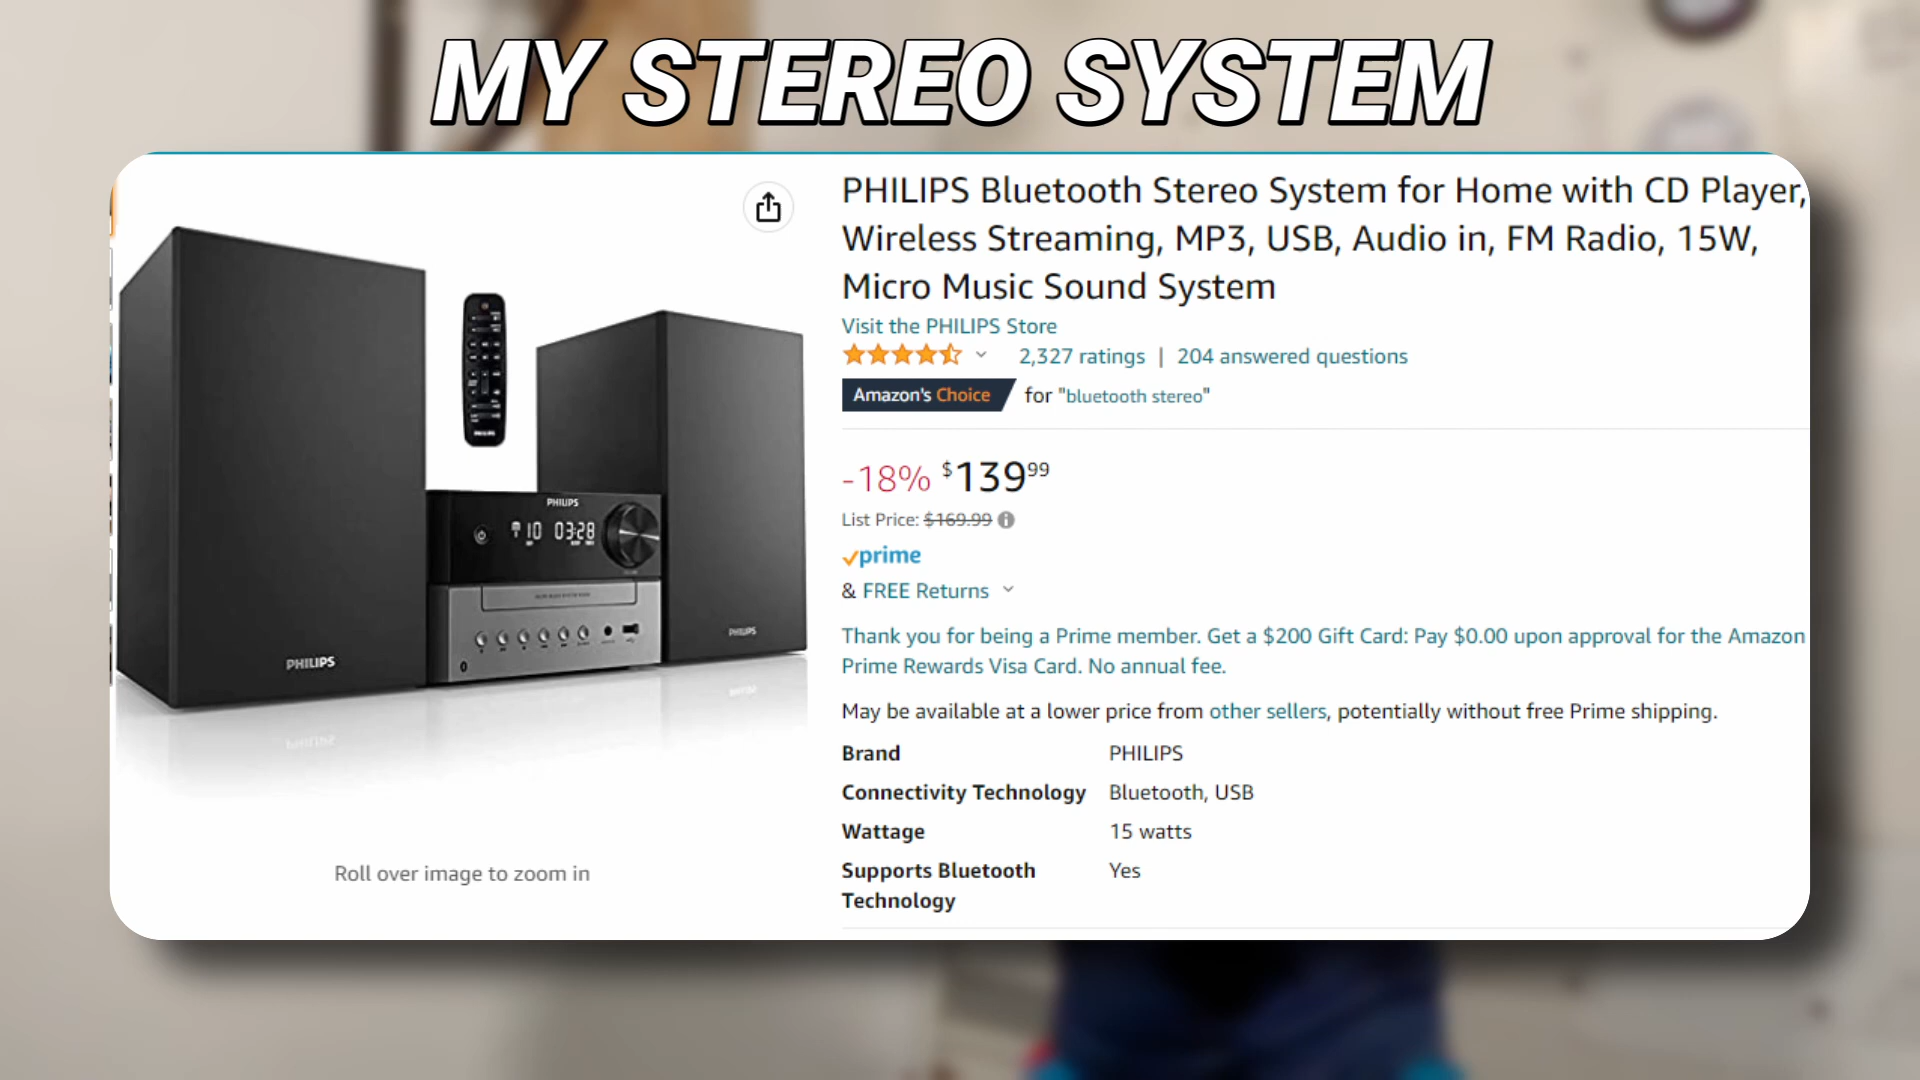 MY STEREO SYSTEM
PHILIPS Bluetooth Stereo System for Home with CD Player,
Wireless Streaming, MP3, USB, Audio in, FM Radio, 15W,
Micro Music Sound System
Visit the PHILIPS Store
2,327 ratings | 204 answered questions
Amazon's Choice for "bluetooth stereo"
-18% $139 99
List Price: $169.99
prime
& FREE Returns
Thank you for being a Prime member. Get a $200 Gift Card: Pay $0.00 upon approval for the Amazon
Prime Rewards Visa Card. No annual fee.
May be available at a lower price from other sellers, potentially without free Prime shipping.
Brand PHILIPS
Connectivity Technology Bluetooth, USB
Wattage 15 watts
Supports Bluetooth Yes
Technology
PHILIPS
10 03:28
PHILIPS
PHILIPS
Roll over image to zoom in